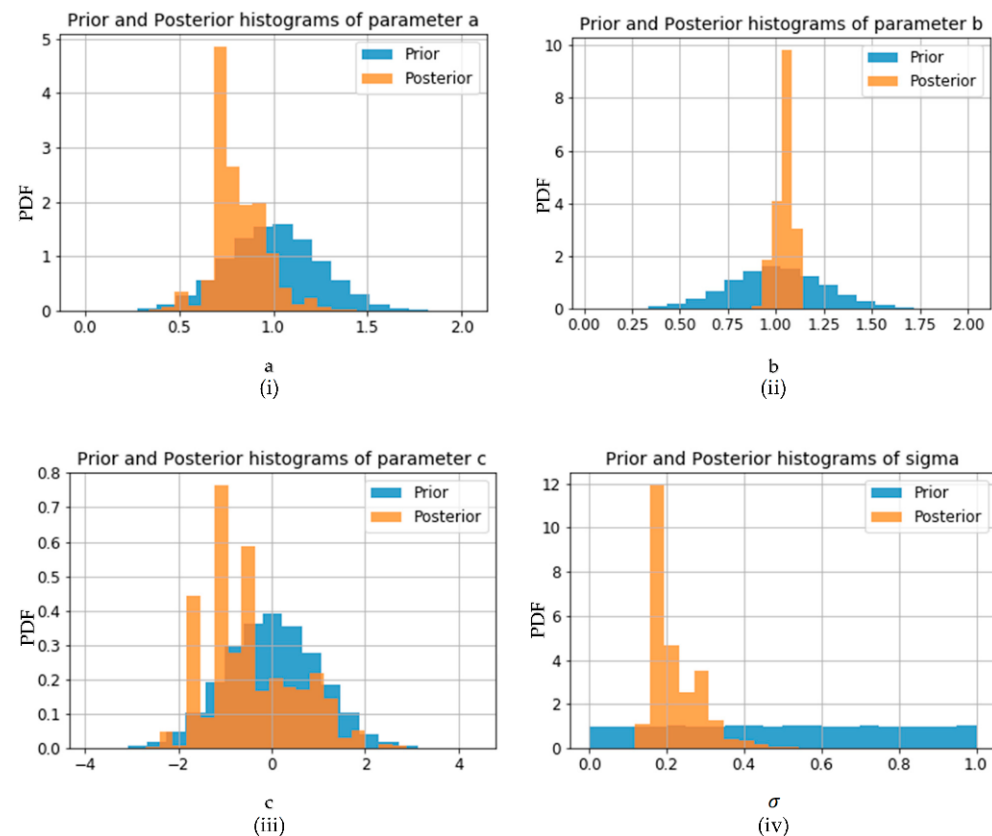 Prior and Posterior histograms of parameter a
5
4
3
2
1
0
PDF
Prior
Posterior
0.0 0.5 1.0 1.5 2.0
a
(i)
Prior and Posterior histograms of parameter b
10
8
6
4
2
0
PDF
Prior
Posterior
0.00 0.25 0.50 0.75 1.00 1.25 1.50 1.75 2.00
b
(ii)
Prior and Posterior histograms of parameter c
0.8
0.7
0.6
0.5
0.4
0.3
0.2
0.1
0.0
PDF
Prior
Posterior
−4 −2 0 2 4
c
(iii)
Prior and Posterior histograms of sigma
12
10
8
6
4
2
0
PDF
Prior
Posterior
0.0 0.2 0.4 0.6 0.8 1.0
σ
(iv)